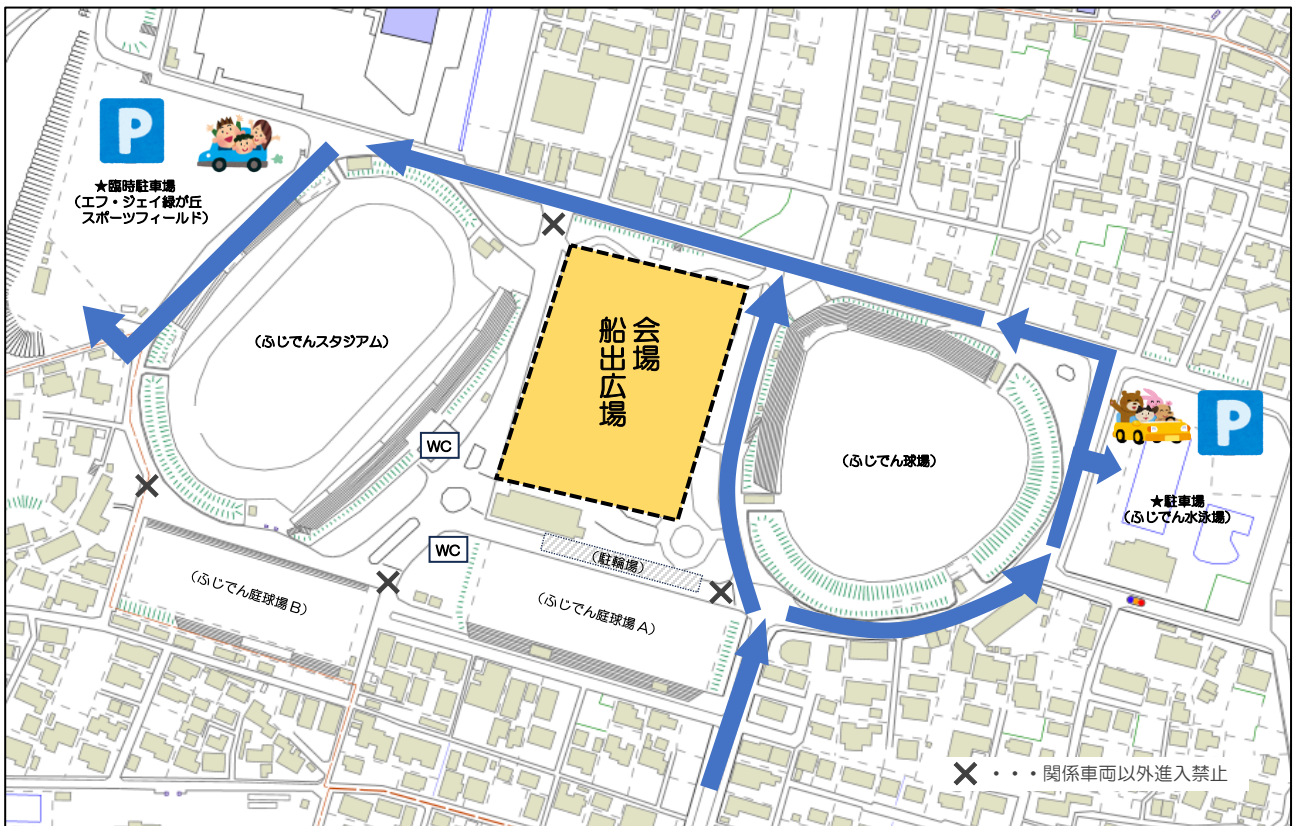 P
★臨時駐車場
(エフ・ジェイ緑が丘
スポーツフィールド)
(ふじでんスタジアム)
会場
船出広場
(ふじでん球場)
P
★駐車場
(ふじでん水泳場)
WC
WC
(駐輪場)
(ふじでん庭球場B)
(ふじでん庭球場A)
✕・・・関係車両以外進入禁止